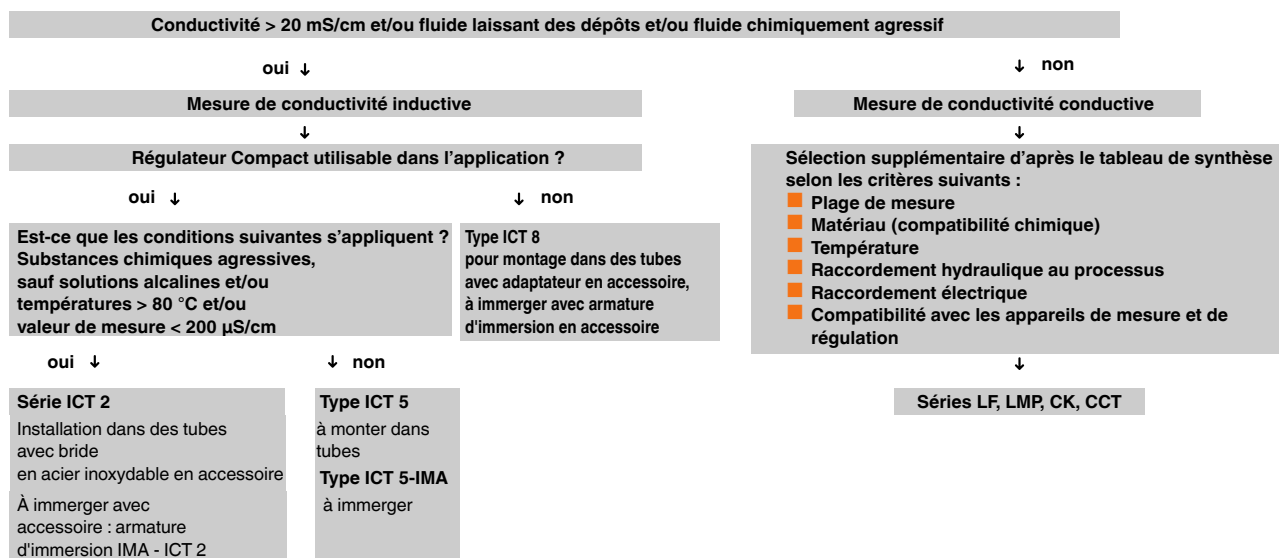 Conductivité > 20 mS/cm et/ou fluide laissant des dépôts et/ou fluide chimiquement agressif
oui ↓
↓ non
Mesure de conductivité inductive
↓
Régulateur Compact utilisable dans l'application ?
oui ↓
↓ non
Est-ce que les conditions suivantes s'appliquent ?
Substances chimiques agressives,
sauf solutions alcalines et/ou
températures > 80 °C et/ou
valeur de mesure < 200 µS/cm
Type ICT 8
pour montage dans des tubes
avec adaptateur en accessoire,
à immerger avec armature
d'immersion en accessoire
oui ↓
↓ non
Série ICT 2
Installation dans des tubes
avec bride
en acier inoxydable en accessoire
À immerger avec
accessoire : armature
d'immersion IMA - ICT 2
Type ICT 5
à monter dans
tubes
Type ICT 5-IMA
à immerger
Mesure de conductivité conductive
↓
Sélection supplémentaire d'après le tableau de synthèse
selon les critères suivants :
Plage de mesure
Matériau (compatibilité chimique)
Température
Raccordement hydraulique au processus
Raccordement électrique
Compatibilité avec les appareils de mesure et de
régulation
↓
Séries LF, LMP, CK, CCT